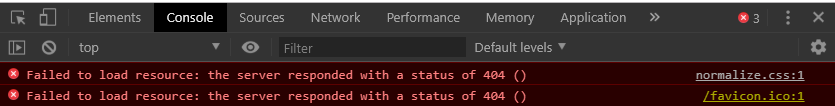 Elements Console Sources Network Performance Memory Application » 3
top Filter Default levels
Failed to load resource: the server responded with a status of 404 () normalize.css:1
Failed to load resource: the server responded with a status of 404 () /favicon.ico:1